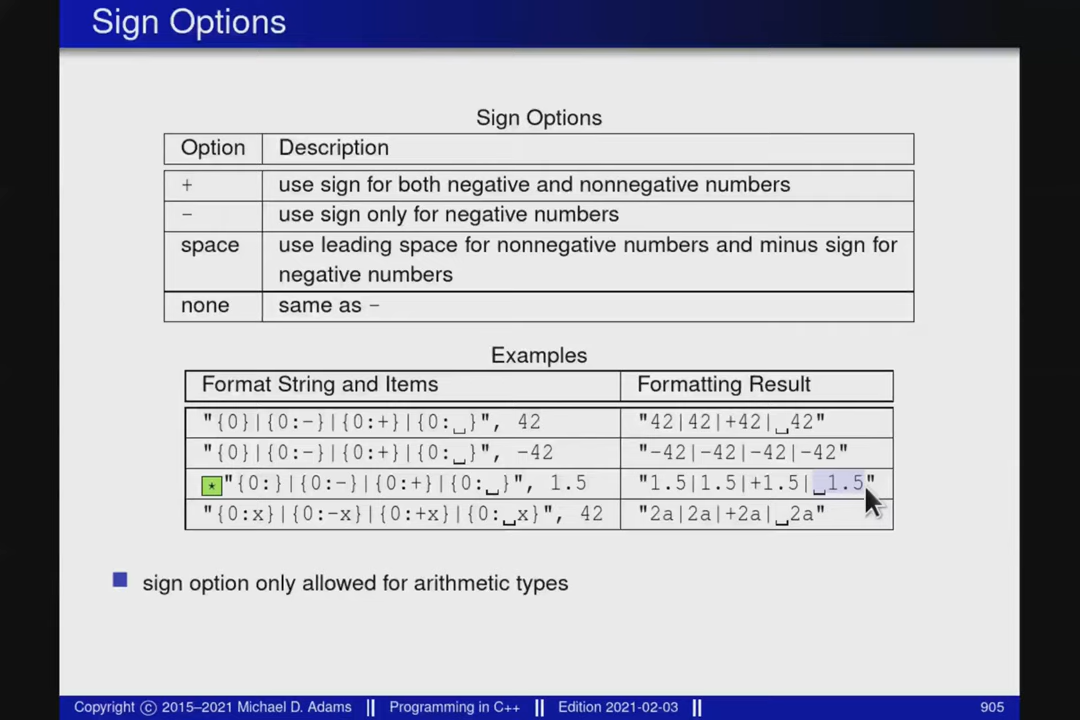 Sign Options
Sign Options
Option Description
+ use sign for both negative and nonnegative numbers
- use sign only for negative numbers
space use leading space for nonnegative numbers and minus sign for
negative numbers
none same as -
Examples
Format String and Items Formatting Result
"{0}|{0:-}|{0:+}|{0:␣}", 42 "42|42|+42|␣42"
"{0}|{0:-}|{0:+}|{0:␣}", -42 "-42|-42|-42|-42"
* "{0:}|{0:-}|{0:+}|{0:␣}", 1.5 "1.5|1.5|+1.5|␣1.5"
"{0:x}|{0:-x}|{0:+x}|{0:␣x}", 42 "2a|2a|+2a|␣2a"
sign option only allowed for arithmetic types
Copyright © 2015–2021 Michael D. Adams Programming in C++ Edition 2021-02-03 905